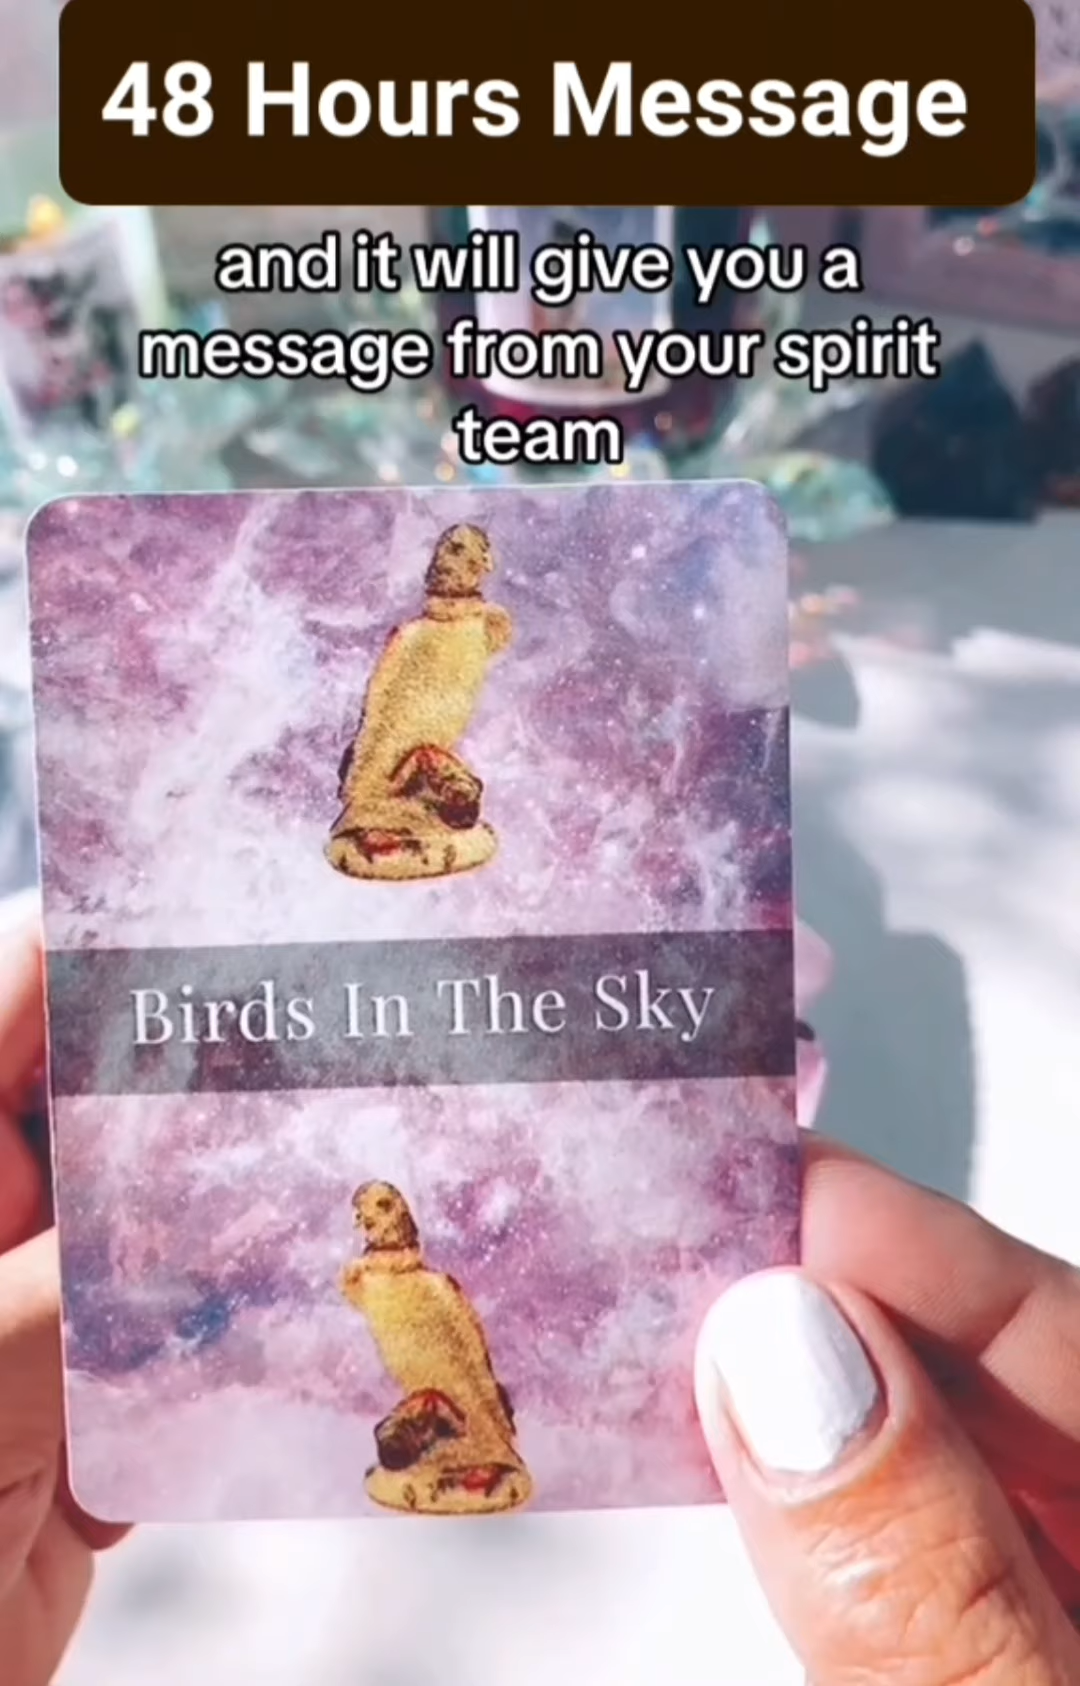 48 Hours Message
and it will give you a
message from your spirit
team
Birds In The Sky